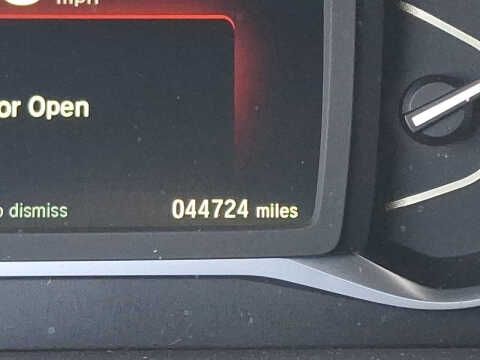 mph
or Open
o dismiss 044724 miles